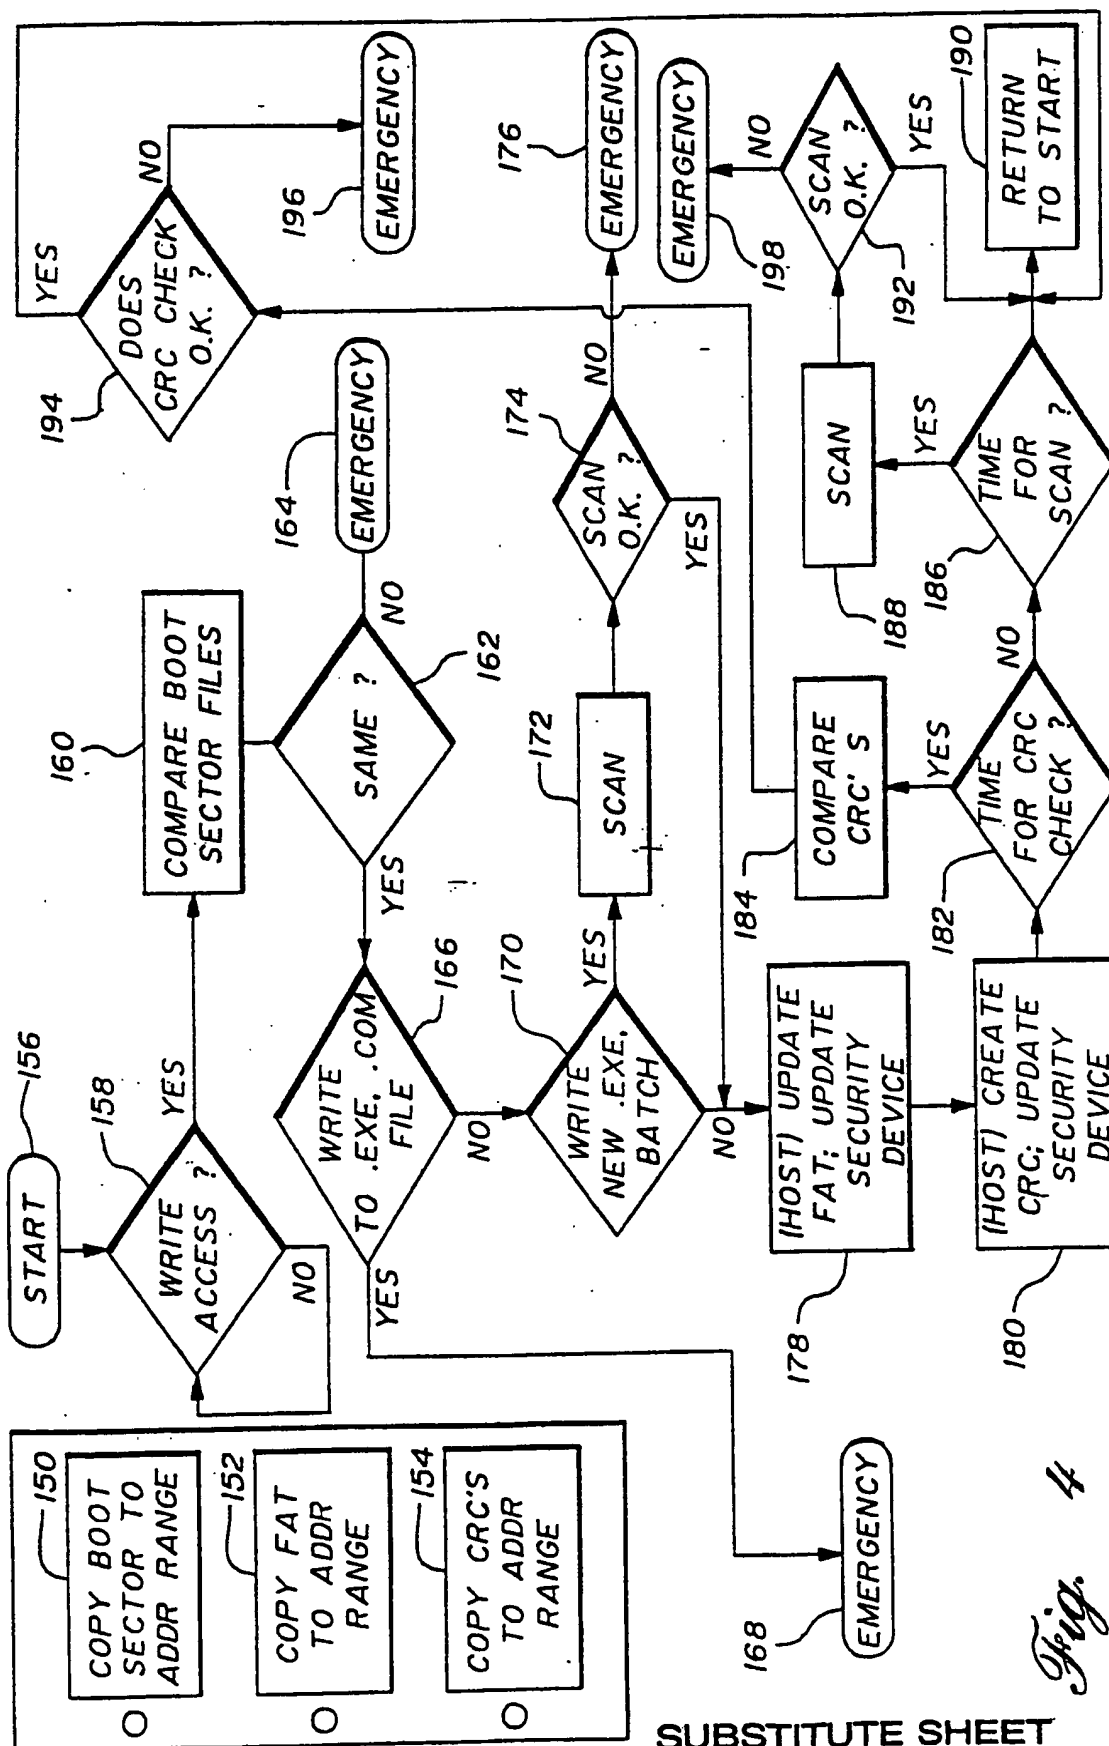 150
COPY BOOT
SECTOR TO
ADDR RANGE
152
COPY FAT
TO ADDR
RANGE
154
COPY CRC'S
TO ADDR
RANGE
START
156
WRITE
ACCESS ?
158
YES
NO
160
COMPARE BOOT
SECTOR FILES
SAME ?
162
NO
YES
164
EMERGENCY
WRITE
TO .EXE, .COM
FILE
166
YES
NO
168
EMERGENCY
170
WRITE
NEW .EXE,
BATCH
YES
NO
172
SCAN
174
SCAN
O.K. ?
NO
YES
176
EMERGENCY
(HOST) UPDATE
FAT; UPDATE
SECURITY
DEVICE
178
(HOST) CREATE
CRC; UPDATE
SECURITY
DEVICE
180
TIME
FOR CRC
CHECK ?
182
YES
NO
184
COMPARE
CRC'S
TIME
FOR
SCAN ?
186
YES
188
SCAN
SCAN
O.K. ?
192
NO
YES
198
EMERGENCY
190
RETURN
TO START
194
DOES
CRC CHECK
O.K. ?
YES
NO
196
EMERGENCY
Fig. 4
SUBSTITUTE SHEET